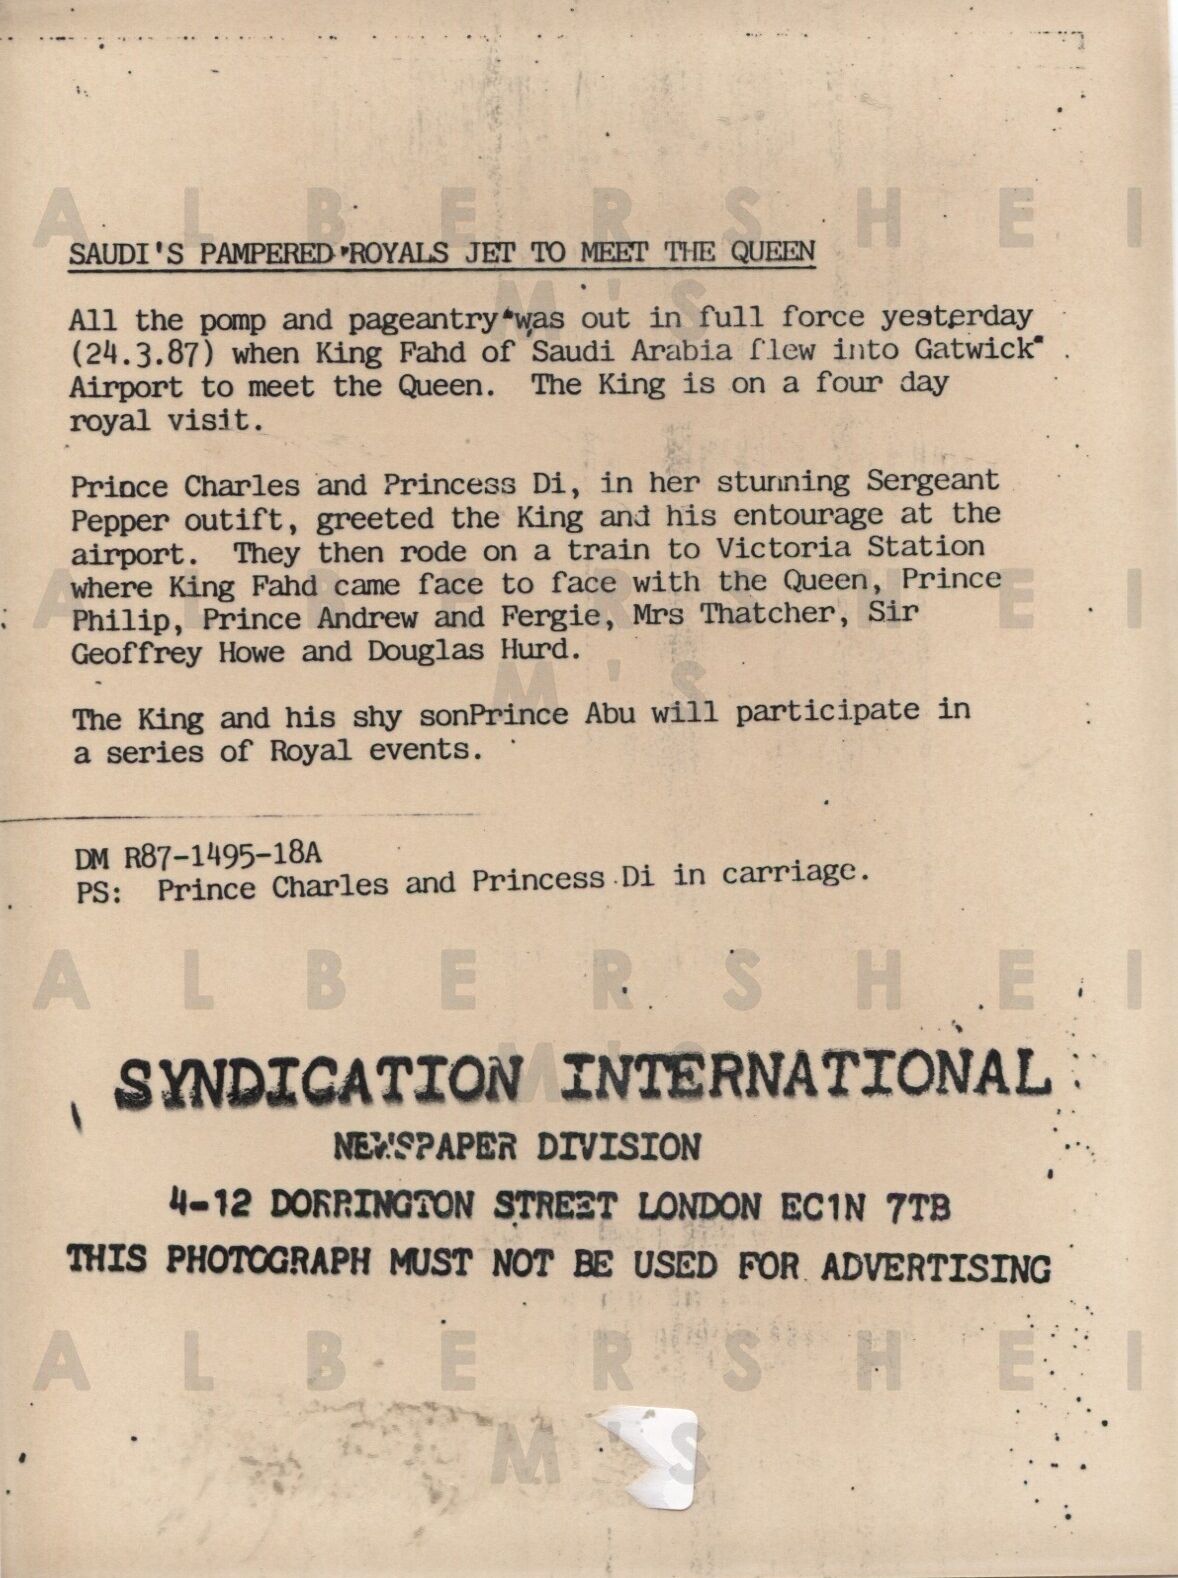 SAUDI'S PAMPERED ROYALS JET TO MEET THE QUEEN
All the pomp and pageantry was out in full force yesterday
(24.3.87) when King Fahd of Saudi Arabia flew into Gatwick
Airport to meet the Queen. The King is on a four day
royal visit.
Prince Charles and Princess Di, in her stunning Sergeant
Pepper outift, greeted the King and his entourage at the
airport. They then rode on a train to Victoria Station
where King Fahd came face to face with the Queen, Prince
Philip, Prince Andrew and Fergie, Mrs Thatcher, Sir
Geoffrey Howe and Douglas Hurd.
The King and his shy sonPrince Abu will participate in
a series of Royal events.
DM R87-1495-18A
PS: Prince Charles and Princess Di in carriage.
SYNDICATION INTERNATIONAL
NEWSPAPER DIVISION
4-12 DORRINGTON STREET LONDON EC1N 7TB
THIS PHOTOGRAPH MUST NOT BE USED FOR ADVERTISING
ALBERSHEI
M'S
ALBERSHEI
M'S
ALBERSHEI
M'S
ALBERSHEI
M'S